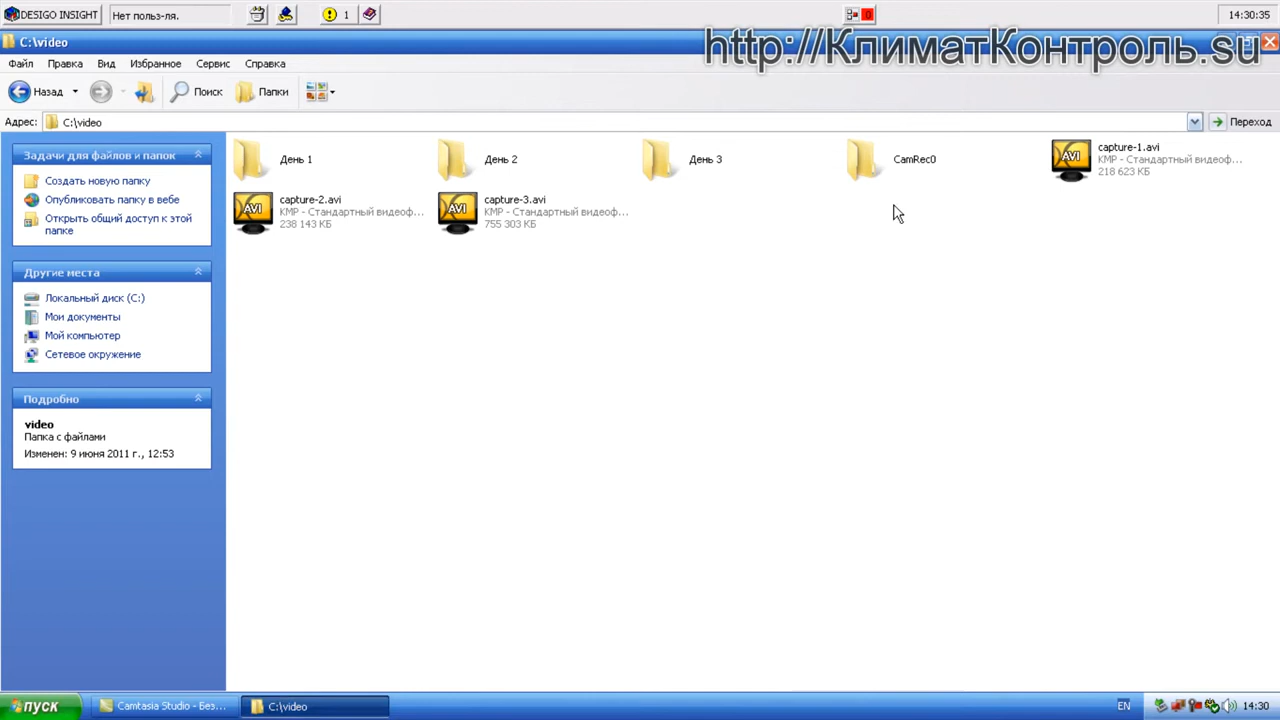 DESIGO INSIGHT
Нет польз-ля.
1
0
14:30:35
C:\video
http://КлиматКонтроль.su
Файл Правка Вид Избранное Сервис Справка
Назад Поиск Папки
Адрес: C:\video Переход
Задачи для файлов и папок
Создать новую папку
Опубликовать папку в вебе
Открыть общий доступ к этой
папке
Другие места
Локальный диск (C:)
Мои документы
Мой компьютер
Сетевое окружение
Подробно
video
Папка с файлами
Изменен: 9 июня 2011 г., 12:53
День 1
День 2
День 3
CamRec0
capture-1.avi
KMP - Стандартный видеоф...
218 623 КБ
capture-2.avi
KMP - Стандартный видеоф...
238 143 КБ
capture-3.avi
KMP - Стандартный видеоф...
755 303 КБ
пуск
Camtasia Studio - Без...
C:\video
EN
14:30